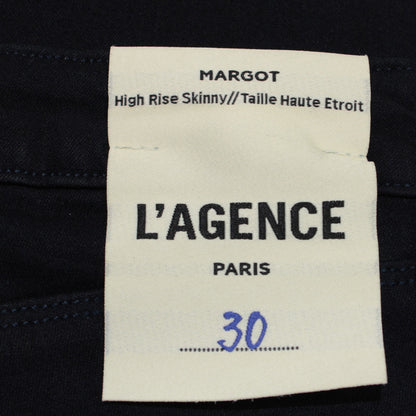 MARGOT
High Rise Skinny//Taille Haute Etroit
L'AGENCE
PARIS
30